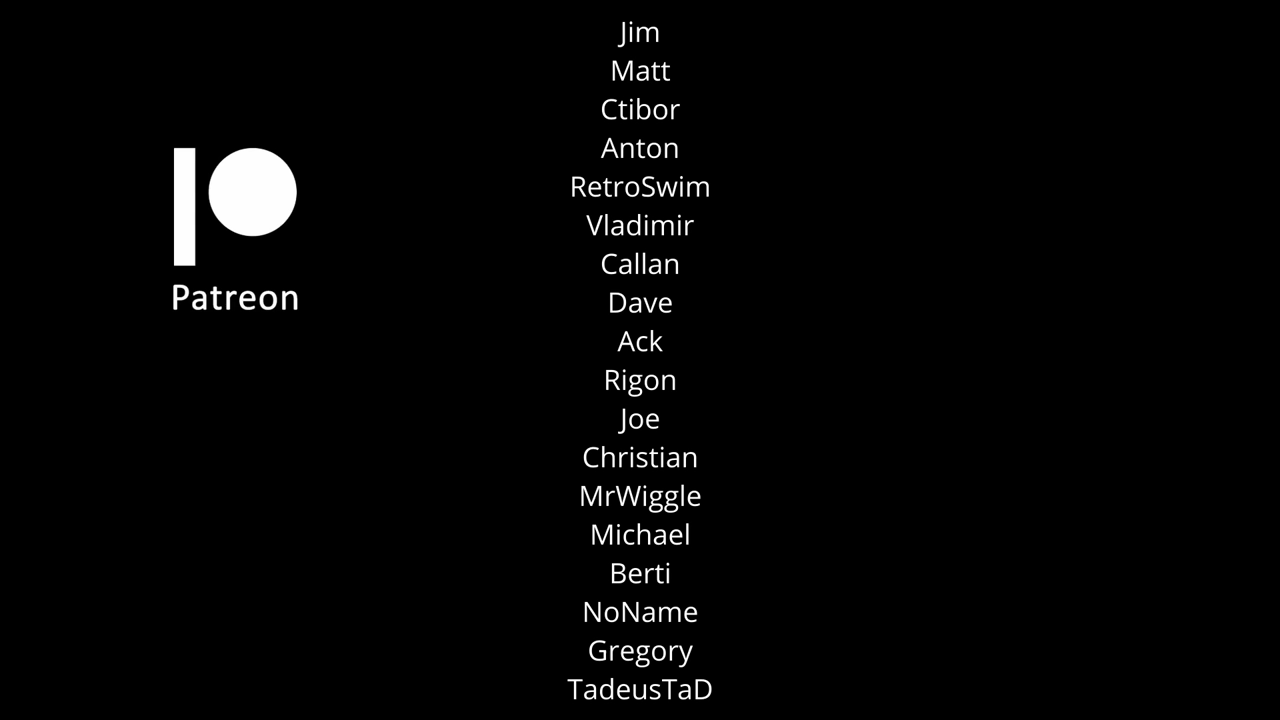 Patreon
Jim
Matt
Ctibor
Anton
RetroSwim
Vladimir
Callan
Dave
Ack
Rigon
Joe
Christian
MrWiggle
Michael
Berti
NoName
Gregory
TadeusTaD